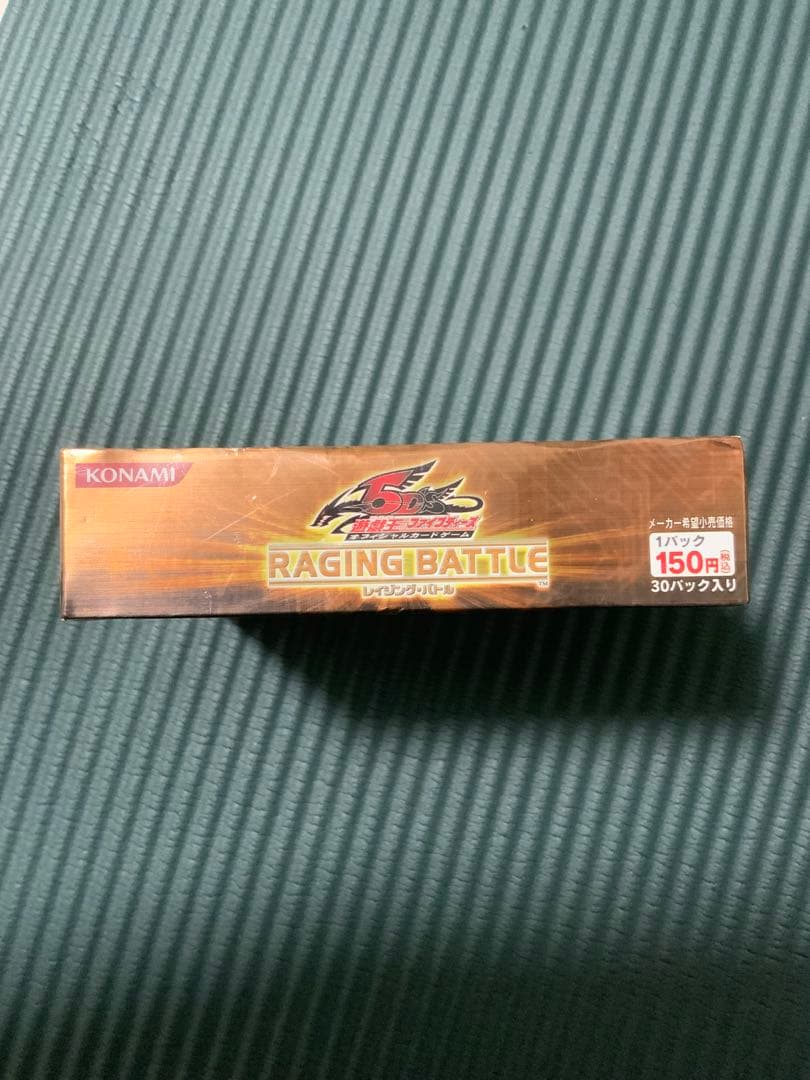 KONAMI
5D's
遊戯王ファイブディーズ
オフィシャルカードゲーム
RAGING BATTLE
TM
レイジング・バトル
メーカー希望小売価格
1パック
150円(税込)
30パック入り